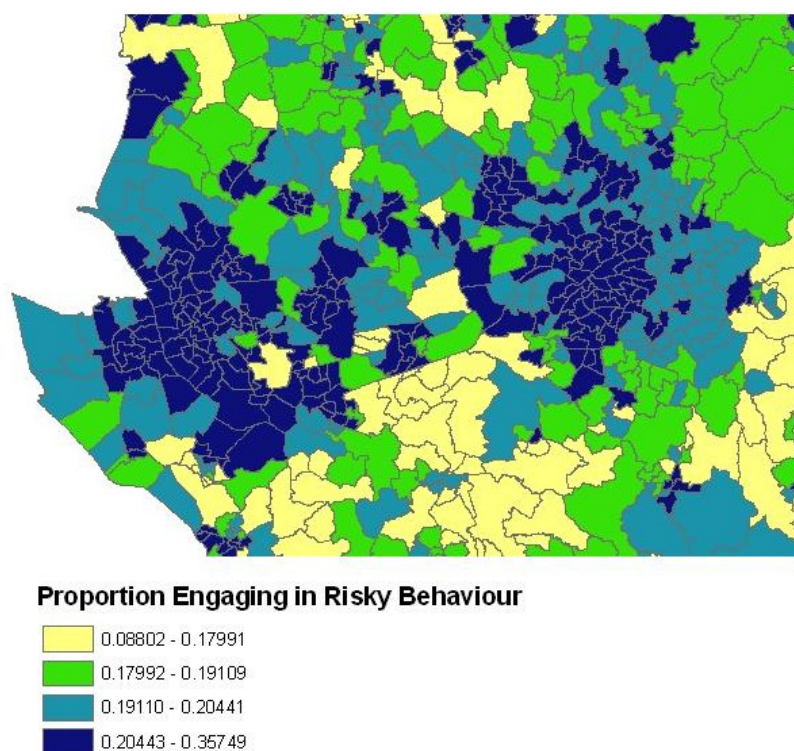 Proportion Engaging in Risky Behaviour
0.08802 - 0.17991
0.17992 - 0.19109
0.19110 - 0.20441
0.20443 - 0.35749